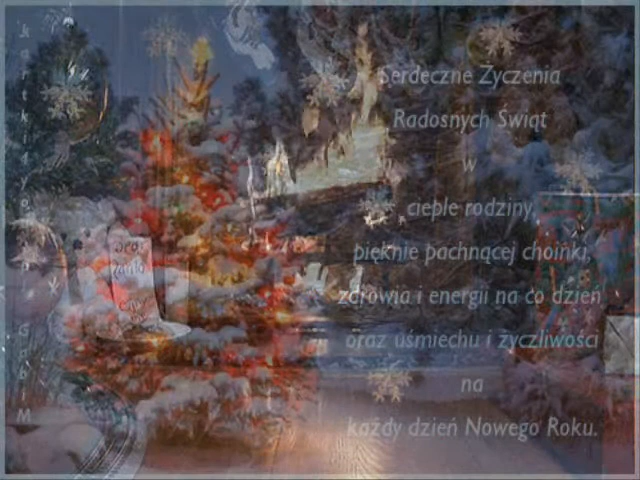 Serdeczne Życzenia
Radosnych Świąt
w
cieple rodziny,
pięknie pachnącej choinki,
zdrowia i energii na co dzień
oraz uśmiechu i życzliwości
na
każdy dzień Nowego Roku.